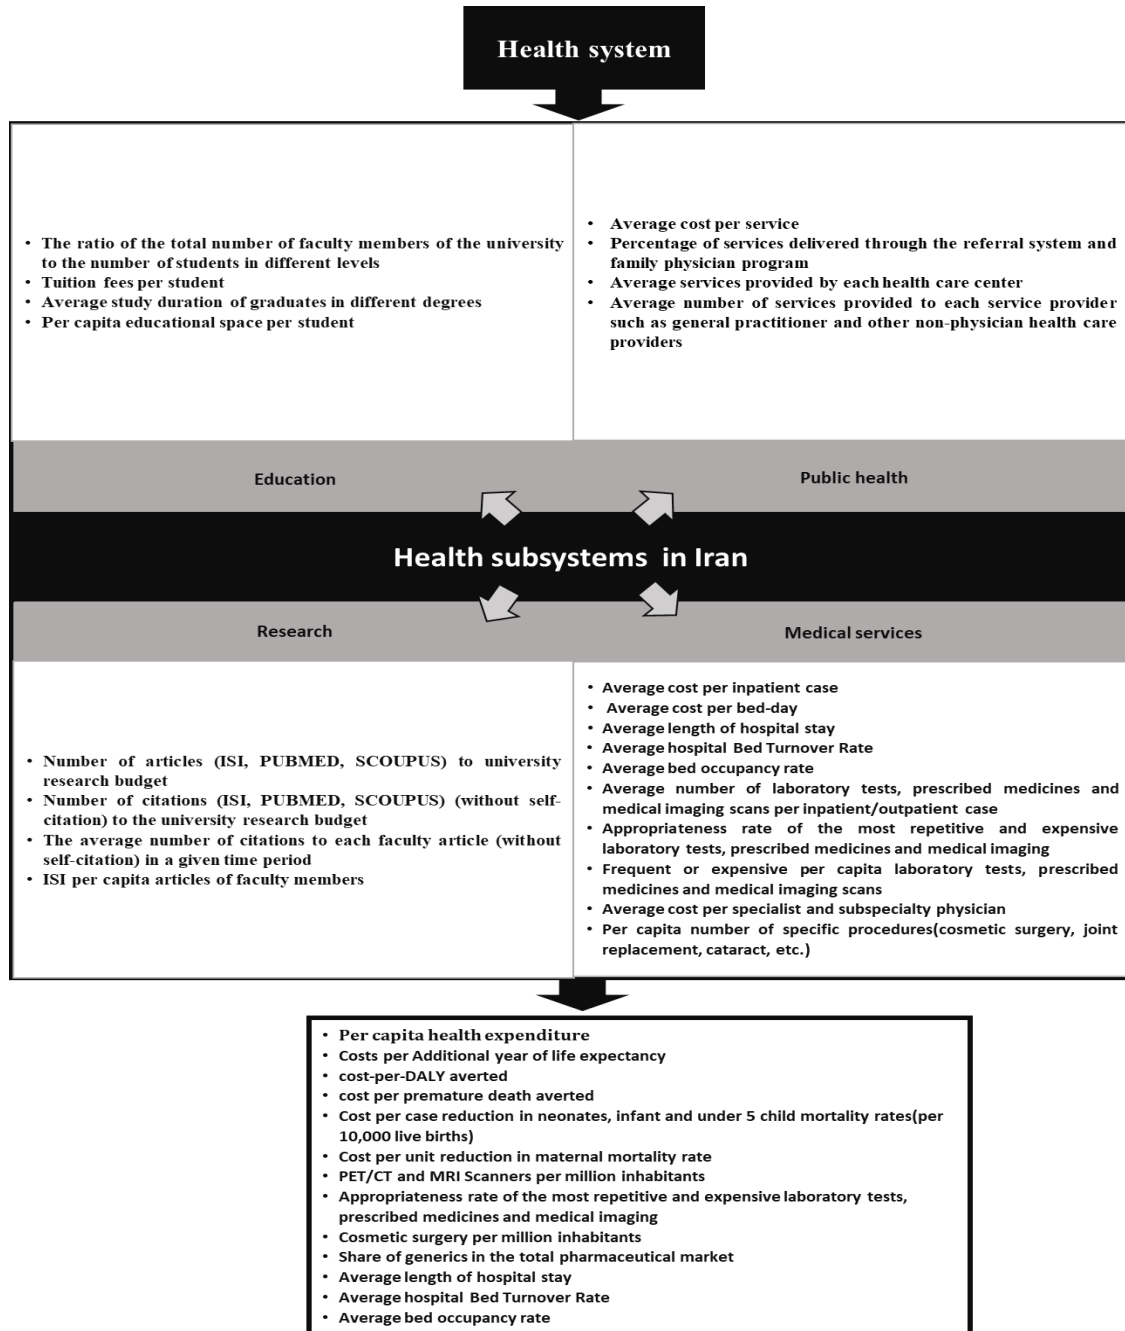 Health system
• The ratio of the total number of faculty members of the university
to the number of students in different levels
• Tuition fees per student
• Average study duration of graduates in different degrees
• Per capita educational space per student
• Average cost per service
• Percentage of services delivered through the referral system and
family physician program
• Average services provided by each health care center
• Average number of services provided to each service provider
such as general practitioner and other non-physician health care
providers
Education
Public health
Health subsystems in Iran
Research
Medical services
• Number of articles (ISI, PUBMED, SCOUPUS) to university
research budget
• Number of citations (ISI, PUBMED, SCOUPUS) (without self-
citation) to the university research budget
• The average number of citations to each faculty article (without
self-citation) in a given time period
• ISI per capita articles of faculty members
• Average cost per inpatient case
• Average cost per bed-day
• Average length of hospital stay
• Average hospital Bed Turnover Rate
• Average bed occupancy rate
• Average number of laboratory tests, prescribed medicines and
medical imaging scans per inpatient/outpatient case
• Appropriateness rate of the most repetitive and expensive
laboratory tests, prescribed medicines and medical imaging
• Frequent or expensive per capita laboratory tests, prescribed
medicines and medical imaging scans
• Average cost per specialist and subspecialty physician
• Per capita number of specific procedures(cosmetic surgery, joint
replacement, cataract, etc.)
• Per capita health expenditure
• Costs per Additional year of life expectancy
• cost-per-DALY averted
• cost per premature death averted
• Cost per case reduction in neonates, infant and under 5 child mortality rates(per
10,000 live births)
• Cost per unit reduction in maternal mortality rate
• PET/CT and MRI Scanners per million inhabitants
• Appropriateness rate of the most repetitive and expensive laboratory tests,
prescribed medicines and medical imaging
• Cosmetic surgery per million inhabitants
• Share of generics in the total pharmaceutical market
• Average length of hospital stay
• Average hospital Bed Turnover Rate
• Average bed occupancy rate